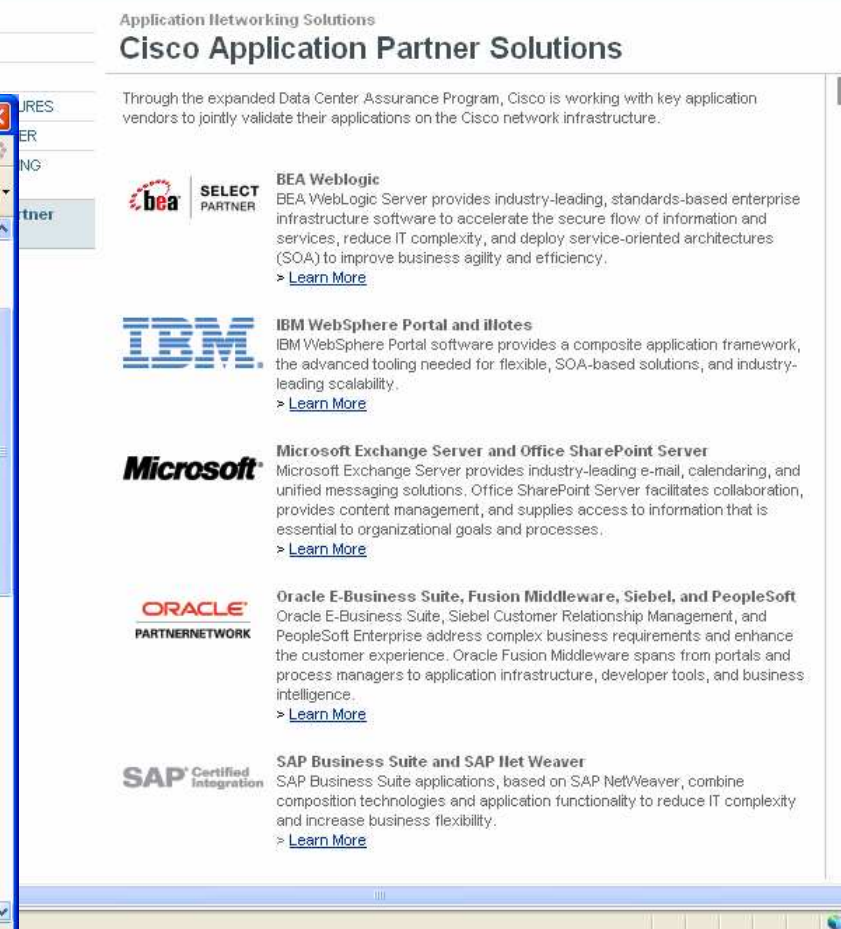 Application Networking Solutions
Cisco Application Partner Solutions
URES
ER
NG
rtner
Through the expanded Data Center Assurance Program, Cisco is working with key application
vendors to jointly validate their applications on the Cisco network infrastructure.
bea
SELECT
PARTNER
BEA Weblogic
BEA WebLogic Server provides industry-leading, standards-based enterprise
infrastructure software to accelerate the secure flow of information and
services, reduce IT complexity, and deploy service-oriented architectures
(SOA) to improve business agility and efficiency.
> Learn More
IBM.
IBM WebSphere Portal and iNotes
IBM WebSphere Portal software provides a composite application framework,
the advanced tooling needed for flexible, SOA-based solutions, and industry-
leading scalability.
> Learn More
Microsoft
Microsoft Exchange Server and Office SharePoint Server
Microsoft Exchange Server provides industry-leading e-mail, calendaring, and
unified messaging solutions. Office SharePoint Server facilitates collaboration,
provides content management, and supplies access to information that is
essential to organizational goals and processes.
> Learn More
ORACLE
PARTNERNETWORK
Oracle E-Business Suite, Fusion Middleware, Siebel, and PeopleSoft
Oracle E-Business Suite, Siebel Customer Relationship Management, and
PeopleSoft Enterprise address complex business requirements and enhance
the customer experience. Oracle Fusion Middleware spans from portals and
process managers to application infrastructure, developer tools, and business
intelligence.
> Learn More
SAP Certified
Integration
SAP Business Suite and SAP Net Weaver
SAP Business Suite applications, based on SAP NetWeaver, combine
composition technologies and application functionality to reduce IT complexity
and increase business flexibility.
> Learn More